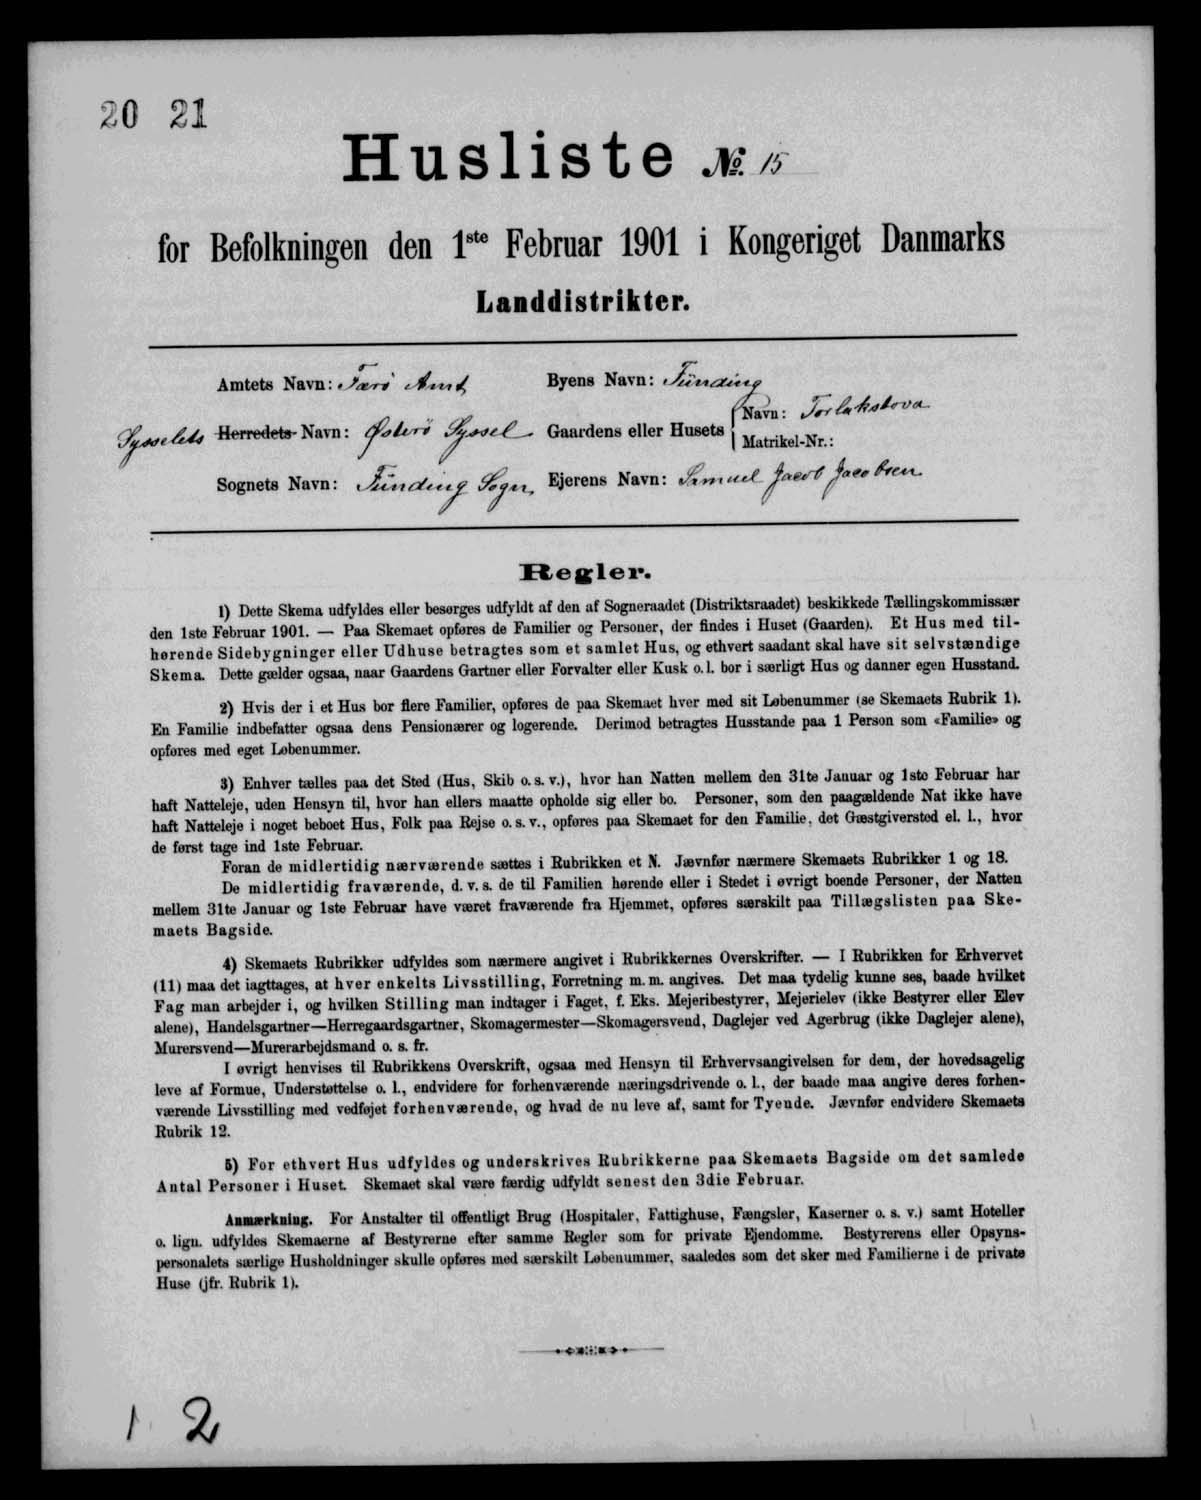 20 21
Husliste №. 15
for Befolkningen den 1ste Februar 1901 i Kongeriget Danmarks
Landdistrikter.
Amtets Navn: Færö Amt
Byens Navn: Fünding
Sysselets Herredets Navn: Østerö Syssel
Gaardens eller Husets
Navn: Torlakstova
Matrikel-Nr.:
Sognets Navn: Fünding Sogn
Ejerens Navn: Samuel Jacob Jacobsen
Regler.
1) Dette Skema udfyldes eller besørges udfyldt af den af Sogneraadet (Distriktsraadet) beskikkede Tællingskommissær
den 1ste Februar 1901. — Paa Skemaet opføres de Familier og Personer, der findes i Huset (Gaarden). Et Hus med til-
hørende Sidebygninger eller Udhuse betragtes som et samlet Hus, og ethvert saadant skal have sit selvstændige
Skema. Dette gælder ogsaa, naar Gaardens Gartner eller Forvalter eller Kusk o. l. bor i særligt Hus og danner egen Husstand.
2) Hvis der i et Hus bor flere Familier, opføres de paa Skemaet hver med sit Løbenummer (se Skemaets Rubrik 1).
En Familie indbefatter ogsaa dens Pensionærer og logerende. Derimod betragtes Husstande paa 1 Person som «Familie» og
opføres med eget Løbenummer.
3) Enhver tælles paa det Sted (Hus, Skib o. s. v.), hvor han Natten mellem den 31te Januar og 1ste Februar har
haft Natteleje, uden Hensyn til, hvor han ellers maatte opholde sig eller bo. Personer, som den paagældende Nat ikke have
haft Natteleje i noget beboet Hus, Folk paa Rejse o. s. v., opføres paa Skemaet for den Familie, det Gæstgiversted el. l., hvor
de først tage ind 1ste Februar.
Foran de midlertidig nærværende sættes i Rubrikken et N. Jævnfør nærmere Skemaets Rubrikker 1 og 18.
De midlertidig fraværende, d. v. s. de til Familien hørende eller i Stedet i øvrigt boende Personer, der Natten
mellem 31te Januar og 1ste Februar have været fraværende fra Hjemmet, opføres særskilt paa Tillægslisten paa Ske-
maets Bagside.
4) Skemaets Rubrikker udfyldes som nærmere angivet i Rubrikkernes Overskrifter. — I Rubrikken for Erhvervet
(11) maa det iagttages, at hver enkelts Livsstilling, Forretning m. m. angives. Det maa tydelig kunne ses, baade hvilket
Fag man arbejder i, og hvilken Stilling man indtager i Faget, f. Eks. Mejeribestyrer, Mejerielev (ikke Bestyrer eller Elev
alene), Handelsgartner—Herregaardsgartner, Skomagermester—Skomagersvend, Daglejer ved Agerbrug (ikke Daglejer alene),
Murersvend—Murerarbejdsmand o. s. fr.
I øvrigt henvises til Rubrikkens Overskrift, ogsaa med Hensyn til Erhvervsangivelsen for dem, der hovedsagelig
leve af Formue, Understøttelse o. l., endvidere for forhenværende næringsdrivende o. l., der baade maa angive deres forhen-
værende Livsstilling med vedføjet forhenværende, og hvad de nu leve af, samt for Tyende. Jævnfør endvidere Skemaets
Rubrik 12.
5) For ethvert Hus udfyldes og underskrives Rubrikkerne paa Skemaets Bagside om det samlede
Antal Personer i Huset. Skemaet skal være færdig udfyldt senest den 3die Februar.
Anmærkning. For Anstalter til offentligt Brug (Hospitaler, Fattighuse, Fængsler, Kaserner o. s. v.) samt Hoteller
o. lign. udfyldes Skemaerne af Bestyrerne efter samme Regler som for private Ejendomme. Bestyrerens eller Opsyns-
personalets særlige Husholdninger skulle opføres med særskilt Løbenummer, saaledes som det sker med Familierne i de private
Huse (jfr. Rubrik 1).
1 2